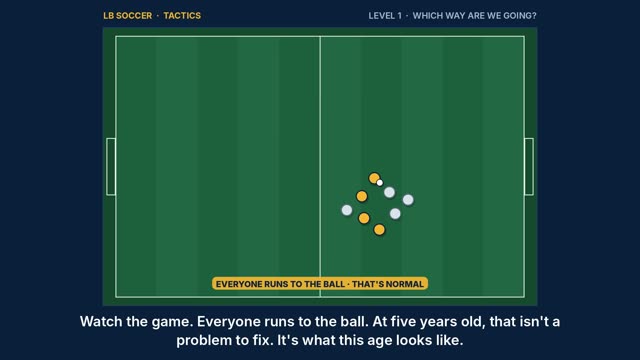 LB SOCCER · TACTICS
LEVEL 1 · WHICH WAY ARE WE GOING?
EVERYONE RUNS TO THE BALL · THAT'S NORMAL
Watch the game. Everyone runs to the ball. At five years old, that isn't a
problem to fix. It's what this age looks like.